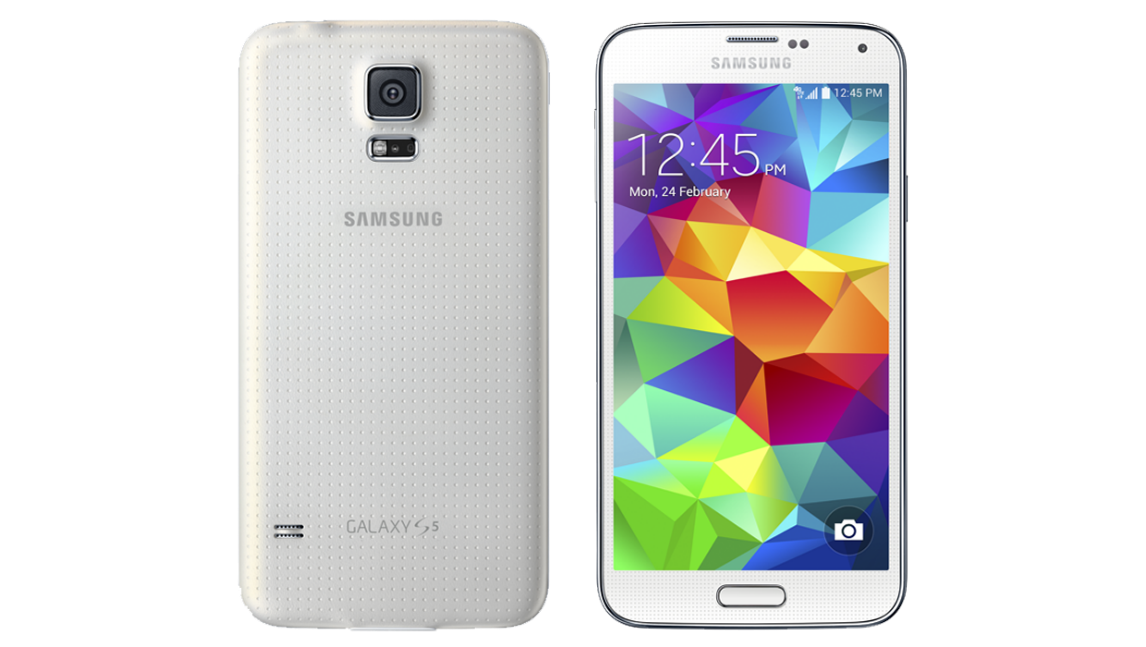 SAMSUNG
GALAXY S5
SAMSUNG
12:45 PM
12:45 PM
Mon, 24 February